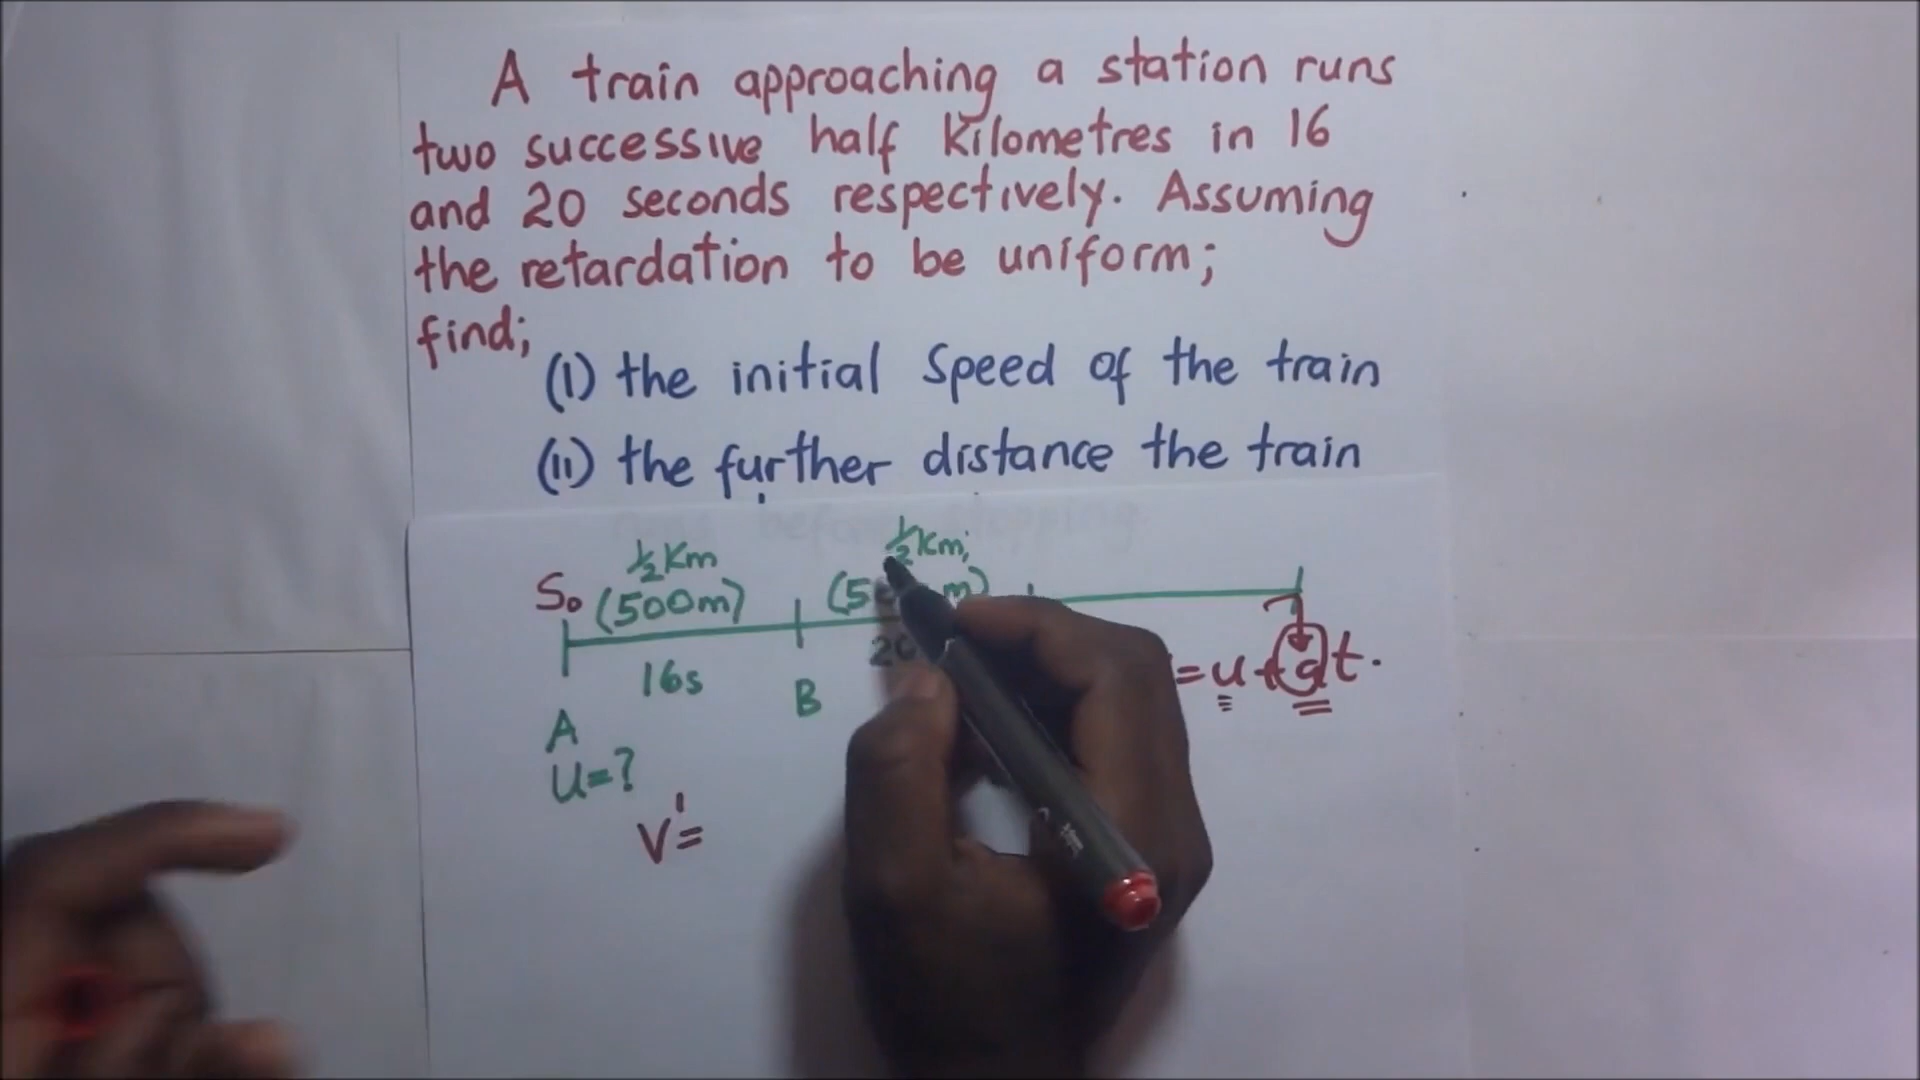 A train approaching a station runs
two successive half Kilometres in 16
and 20 seconds respectively. Assuming
the retardation to be uniform;
find;
(I) the initial Speed of the train
(II) the further distance the train
½Km ½Km;
S₀ (500m)
16s
B
A
U=?
V'=
=u+at.